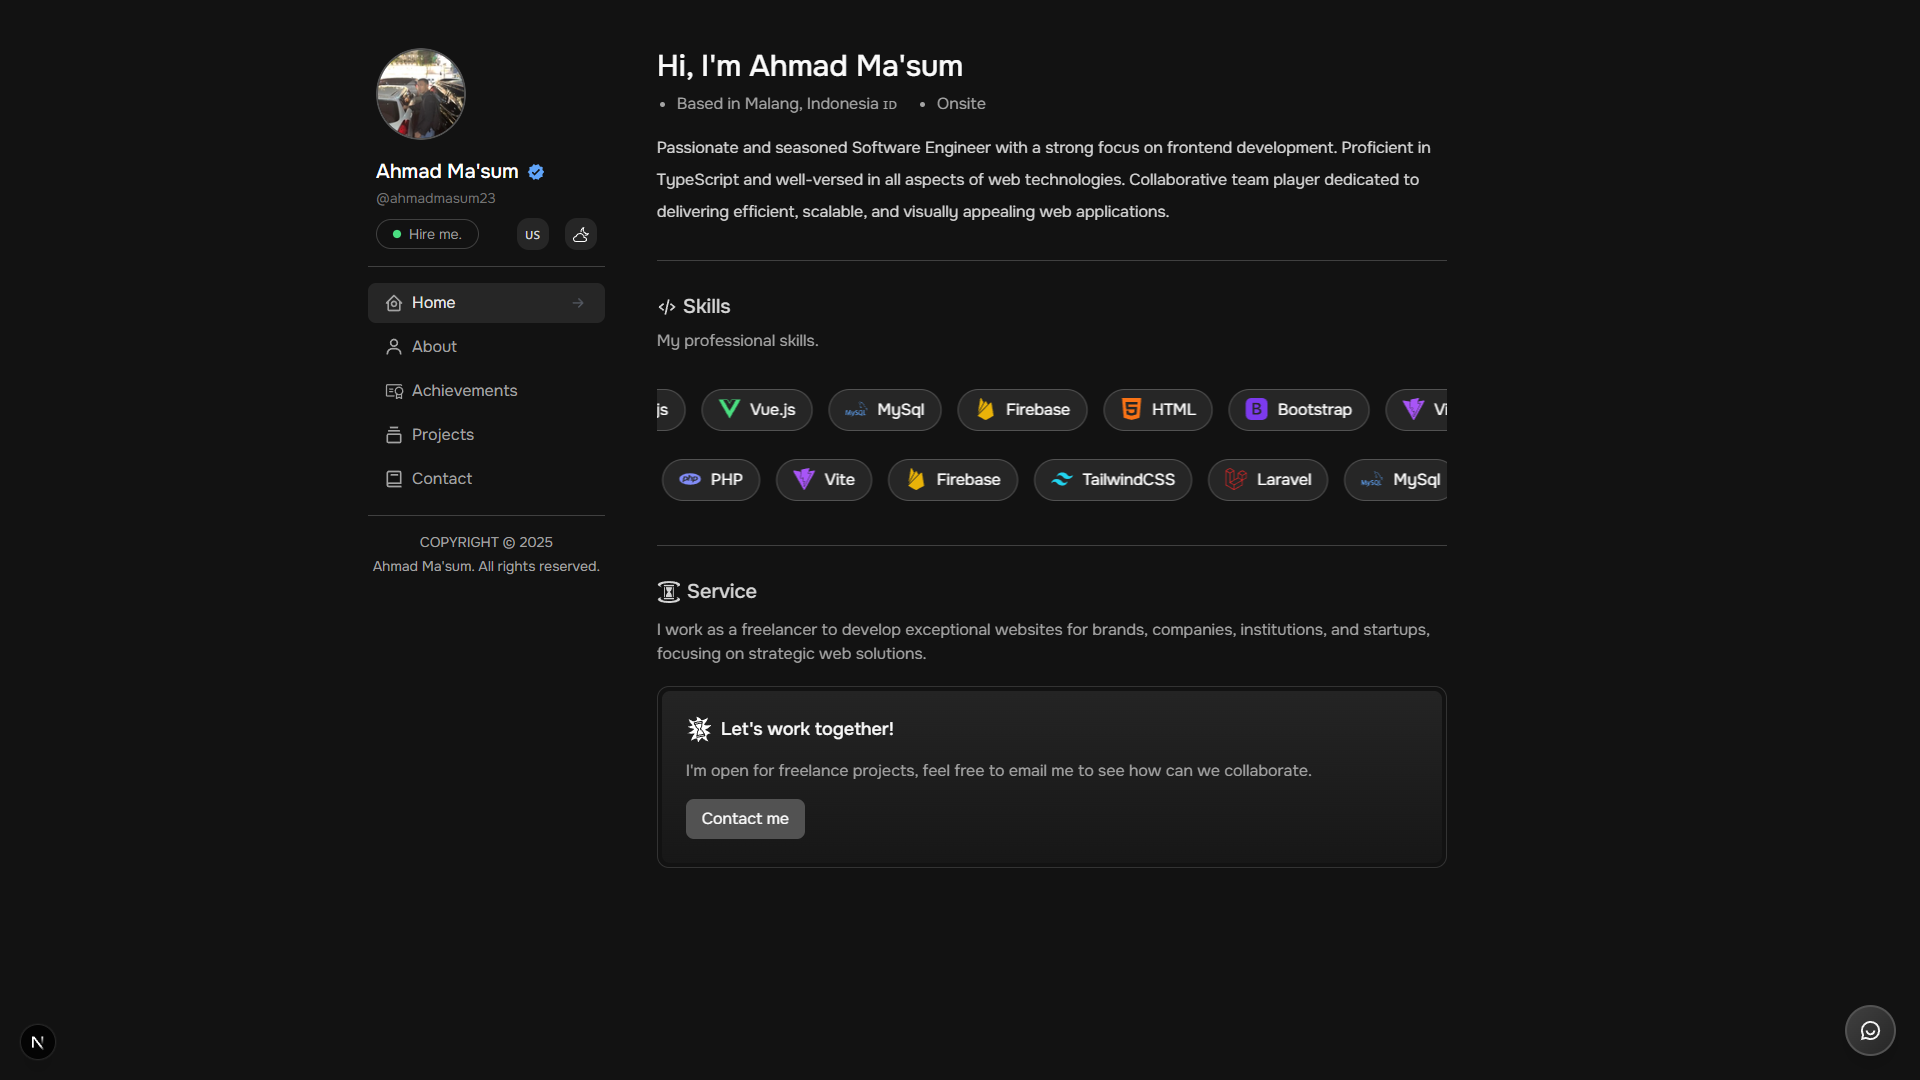 Ahmad Ma'sum
@ahmadmasum23
Hire me.
US
Home
About
Achievements
Projects
Contact
COPYRIGHT © 2025
Ahmad Ma'sum. All rights reserved.
Hi, I'm Ahmad Ma'sum
• Based in Malang, Indonesia ID • Onsite
Passionate and seasoned Software Engineer with a strong focus on frontend development. Proficient in
TypeScript and well-versed in all aspects of web technologies. Collaborative team player dedicated to
delivering efficient, scalable, and visually appealing web applications.
</> Skills
My professional skills.
js Vue.js MySQL MySql Firebase HTML B Bootstrap Vi
php PHP Vite Firebase TailwindCSS Laravel MySQL MySql
Service
I work as a freelancer to develop exceptional websites for brands, companies, institutions, and startups,
focusing on strategic web solutions.
Let's work together!
I'm open for freelance projects, feel free to email me to see how can we collaborate.
Contact me
N